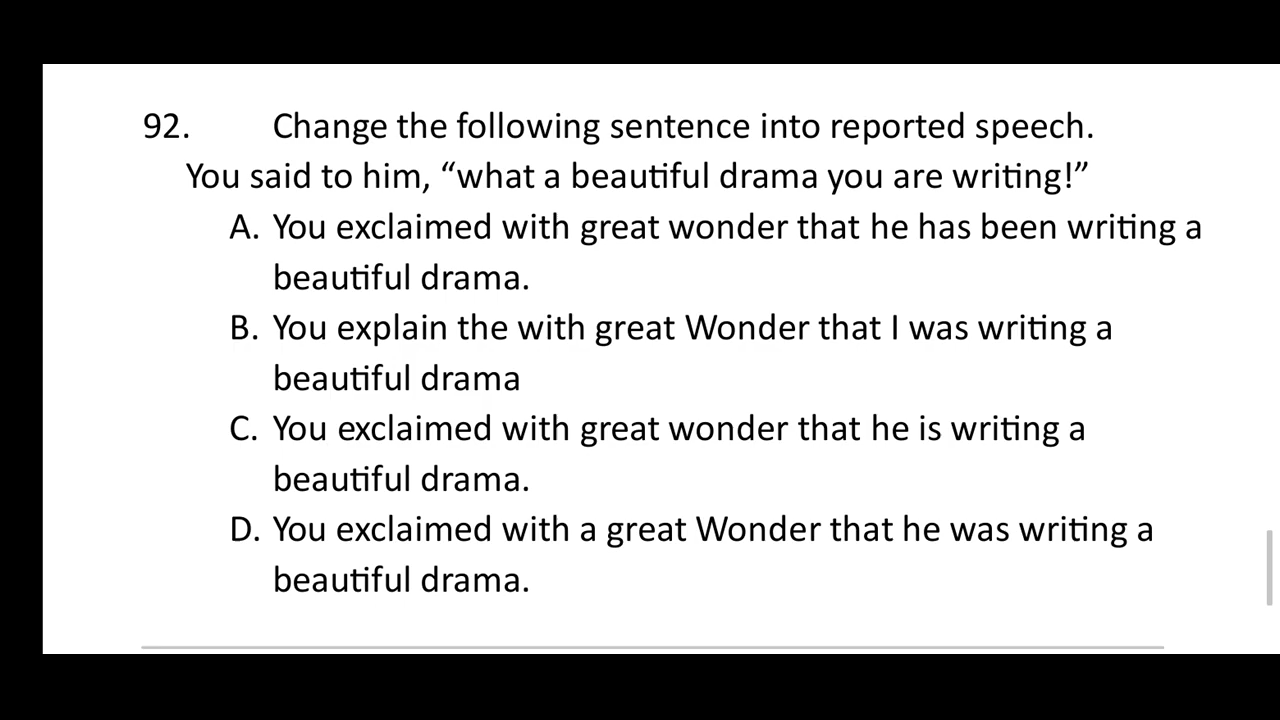 92. Change the following sentence into reported speech.
You said to him, “what a beautiful drama you are writing!”
A. You exclaimed with great wonder that he has been writing a
beautiful drama.
B. You explain the with great Wonder that I was writing a
beautiful drama
C. You exclaimed with great wonder that he is writing a
beautiful drama.
D. You exclaimed with a great Wonder that he was writing a
beautiful drama.